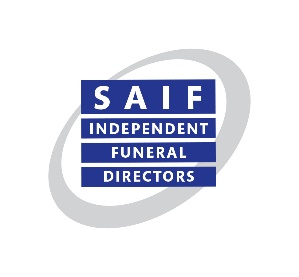 SAIF
INDEPENDENT
FUNERAL
DIRECTORS